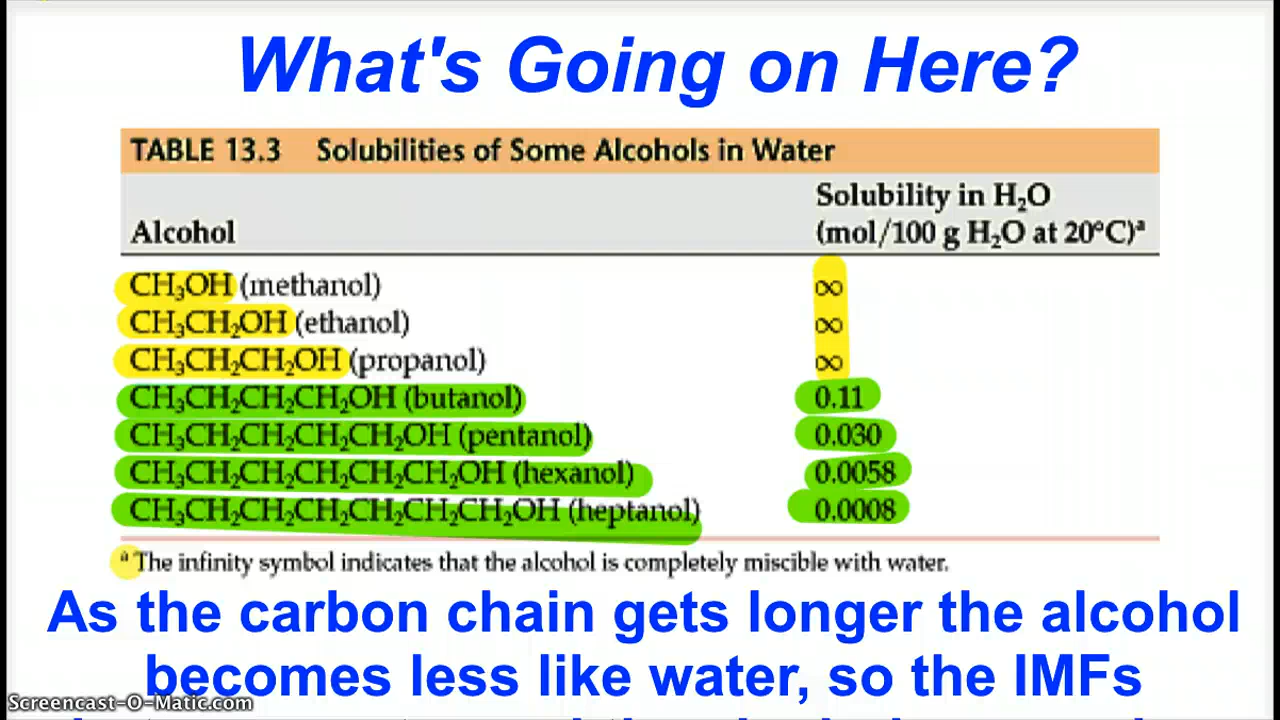 What's Going on Here?
TABLE 13.3 Solubilities of Some Alcohols in Water
Solubility in H₂O
Alcohol (mol/100 g H₂O at 20°C)ᵃ
CH₃OH (methanol) ∞
CH₃CH₂OH (ethanol) ∞
CH₃CH₂CH₂OH (propanol) ∞
CH₃CH₂CH₂CH₂OH (butanol) 0.11
CH₃CH₂CH₂CH₂CH₂OH (pentanol) 0.030
CH₃CH₂CH₂CH₂CH₂CH₂OH (hexanol) 0.0058
CH₃CH₂CH₂CH₂CH₂CH₂CH₂OH (heptanol) 0.0008
ᵃ The infinity symbol indicates that the alcohol is completely miscible with water.
As the carbon chain gets longer the alcohol
becomes less like water, so the IMFs
Screencast-O-Matic.com